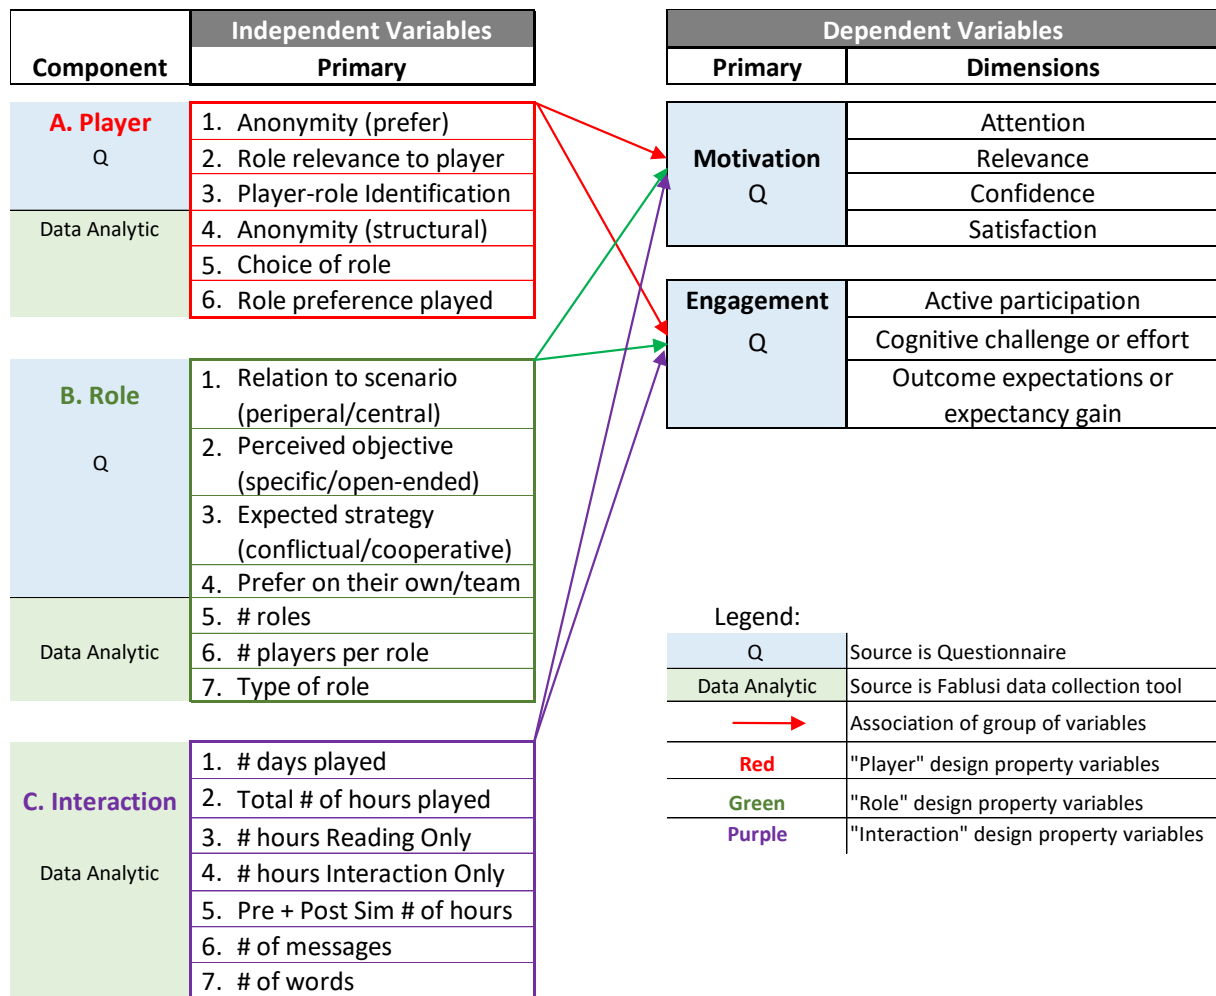 Independent Variables
Component
Primary
A. Player
Q
Data Analytic
1. Anonymity (prefer)
2. Role relevance to player
3. Player-role Identification
4. Anonymity (structural)
5. Choice of role
6. Role preference played
B. Role
Q
Data Analytic
1. Relation to scenario
(periperal/central)
2. Perceived objective
(specific/open-ended)
3. Expected strategy
(conflictual/cooperative)
4. Prefer on their own/team
5. # roles
6. # players per role
7. Type of role
C. Interaction
Data Analytic
1. # days played
2. Total # of hours played
3. # hours Reading Only
4. # hours Interaction Only
5. Pre + Post Sim # of hours
6. # of messages
7. # of words
Dependent Variables
Primary
Dimensions
Motivation
Q
Attention
Relevance
Confidence
Satisfaction
Engagement
Q
Active participation
Cognitive challenge or effort
Outcome expectations or
expectancy gain
Legend:
Q Source is Questionnaire
Data Analytic Source is Fablusi data collection tool
Association of group of variables
Red "Player" design property variables
Green "Role" design property variables
Purple "Interaction" design property variables